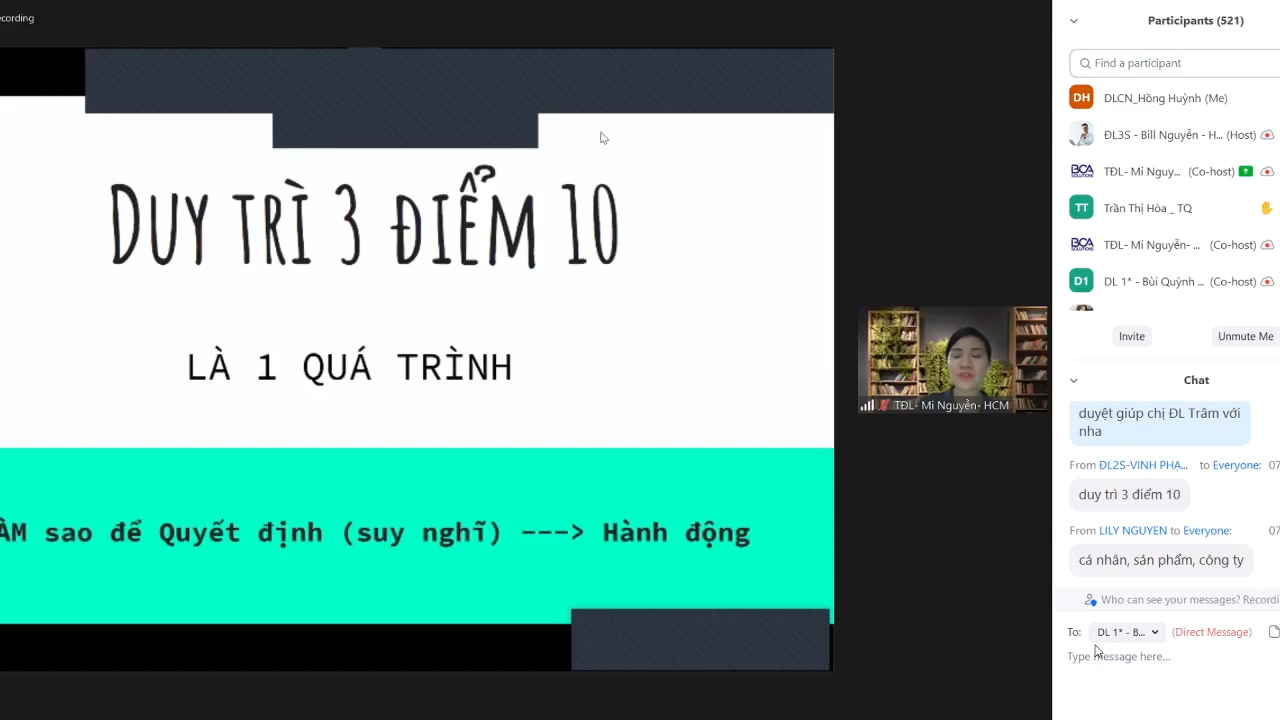 ecording
DUY TRÌ 3 ĐIỂM 10
LÀ 1 QUÁ TRÌNH
ÀM sao để Quyết định (suy nghĩ) ---> Hành động
TĐL- Mi Nguyễn- HCM
Participants (521)
Find a participant
DH DLCN_Hồng Huỳnh (Me)
ĐL3S - Bill Nguyễn - H... (Host)
BCA SOLUTIONS TĐL- Mi Nguy... (Co-host)
TT Trần Thị Hòa _ TQ
BCA SOLUTIONS TĐL- Mi Nguyễn- ... (Co-host)
D1 DL 1* - Bùi Quỳnh ... (Co-host)
Invite Unmute Me
Chat
duyệt giúp chị ĐL Trâm với
nha
From ĐL2S-VINH PHẠ... to Everyone: 07
duy trì 3 điểm 10
From LILY NGUYEN to Everyone: 07
cá nhân, sản phẩm, công ty
Who can see your messages? Recordi
To: DL 1* - B... (Direct Message)
Type message here...